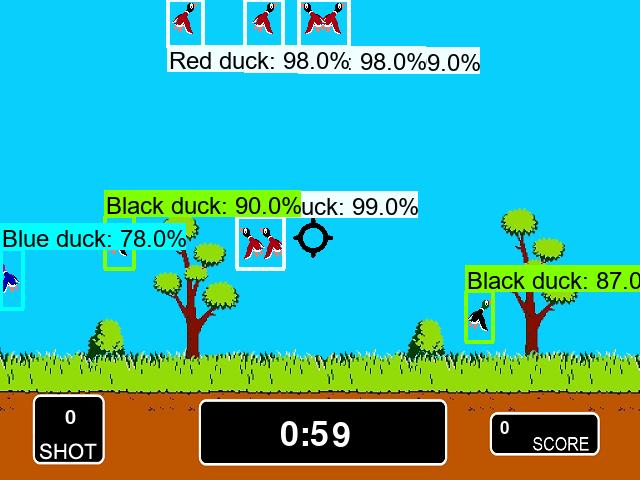 Red duck: 98.0%: 98.0%9.0%
Black duck: 90.0%uck: 99.0%
Blue duck: 78.0%
Black duck: 87.0
0
SHOT
0:59
0
SCORE